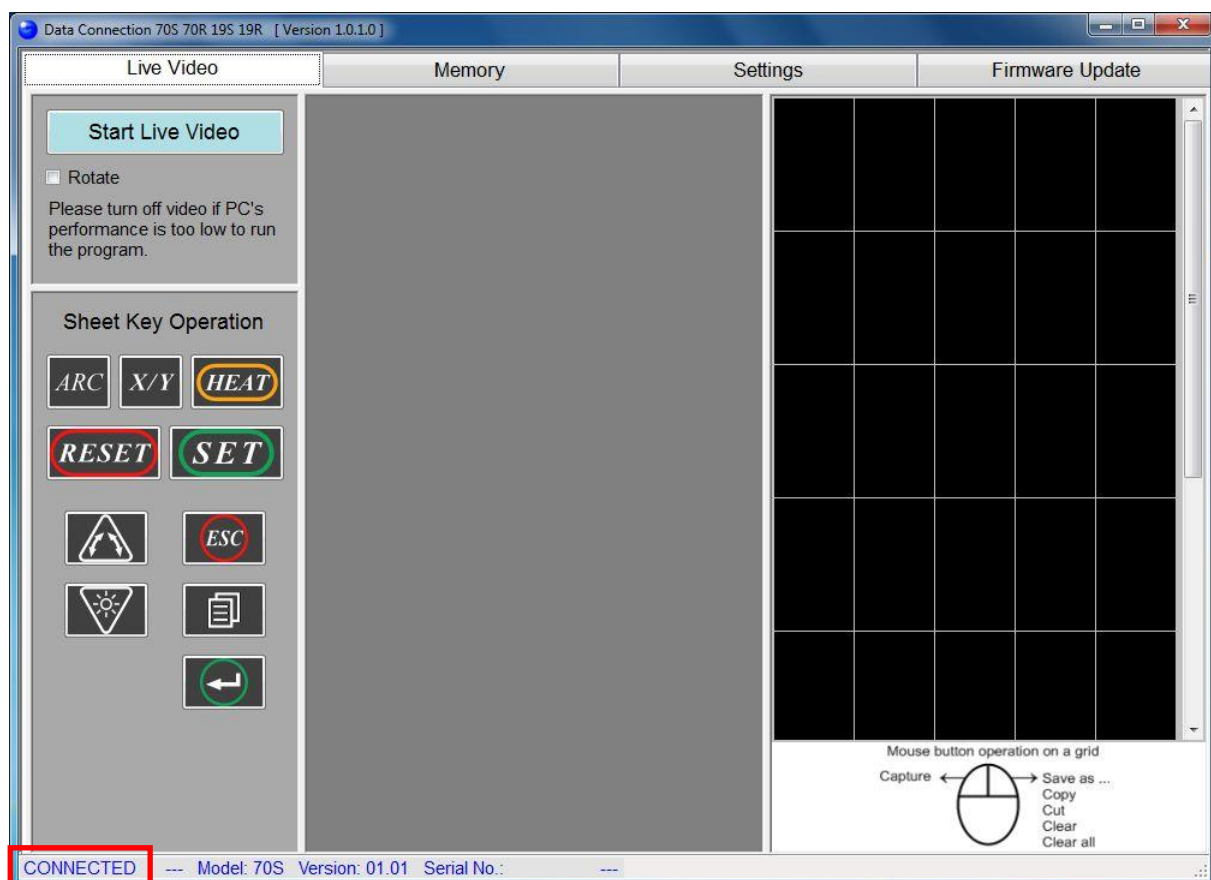 Data Connection 70S 70R 19S 19R [ Version 1.0.1.0 ]
Live Video Memory Settings Firmware Update
Start Live Video
Rotate
Please turn off video if PC's
performance is too low to run
the program.
Sheet Key Operation
ARC X/Y HEAT
RESET SET
ESC
Mouse button operation on a grid
Capture Save as ...
Copy
Cut
Clear
Clear all
CONNECTED --- Model: 70S Version: 01.01 Serial No.: ---